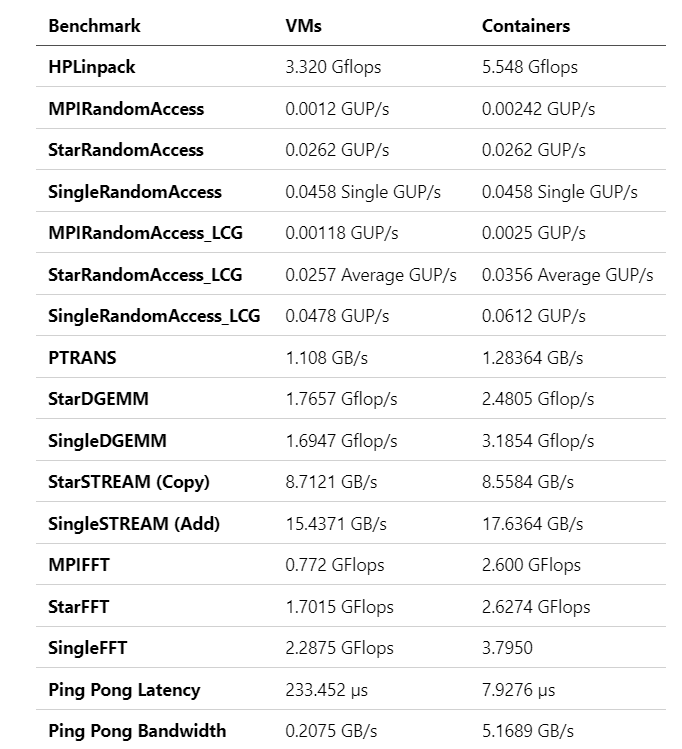 Benchmark VMs Containers
HPLinpack 3.320 Gflops 5.548 Gflops
MPIRandomAccess 0.0012 GUP/s 0.00242 GUP/s
StarRandomAccess 0.0262 GUP/s 0.0262 GUP/s
SingleRandomAccess 0.0458 Single GUP/s 0.0458 Single GUP/s
MPIRandomAccess_LCG 0.00118 GUP/s 0.0025 GUP/s
StarRandomAccess_LCG 0.0257 Average GUP/s 0.0356 Average GUP/s
SingleRandomAccess_LCG 0.0478 GUP/s 0.0612 GUP/s
PTRANS 1.108 GB/s 1.28364 GB/s
StarDGEMM 1.7657 Gflop/s 2.4805 Gflop/s
SingleDGEMM 1.6947 Gflop/s 3.1854 Gflop/s
StarSTREAM (Copy) 8.7121 GB/s 8.5584 GB/s
SingleSTREAM (Add) 15.4371 GB/s 17.6364 GB/s
MPIFFT 0.772 GFlops 2.600 GFlops
StarFFT 1.7015 GFlops 2.6274 GFlops
SingleFFT 2.2875 GFlops 3.7950
Ping Pong Latency 233.452 µs 7.9276 µs
Ping Pong Bandwidth 0.2075 GB/s 5.1689 GB/s